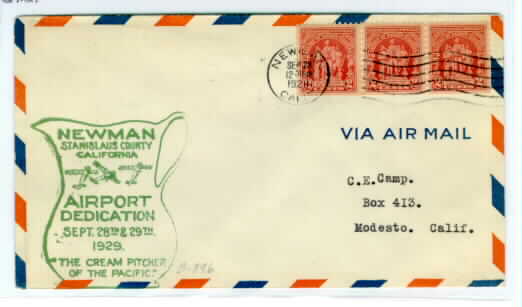 NEWMAN
STANISLAUS COUNTY
CALIFORNIA
AIRPORT
DEDICATION
SEPT. 28TH & 29TH.
1929.
"THE CREAM PITCHER
OF THE PACIFIC"
VIA AIR MAIL
C.E.Camp.
Box 413.
Modesto. Calif.